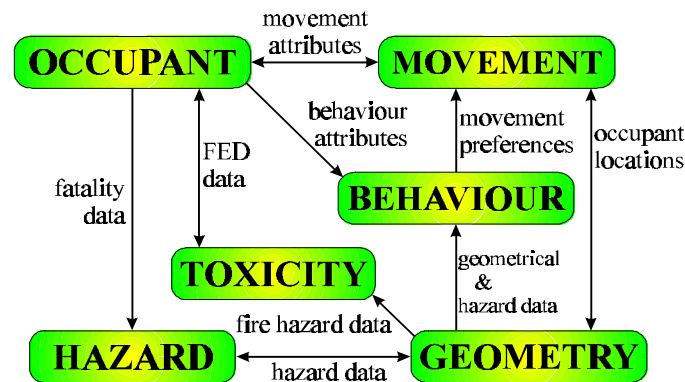 movement
attributes
OCCUPANT
MOVEMENT
behaviour
attributes
movement
preferences
occupant
locations
FED
data
fatality
data
BEHAVIOUR
TOXICITY
geometrical
&
hazard data
fire hazard data
HAZARD
hazard data
GEOMETRY